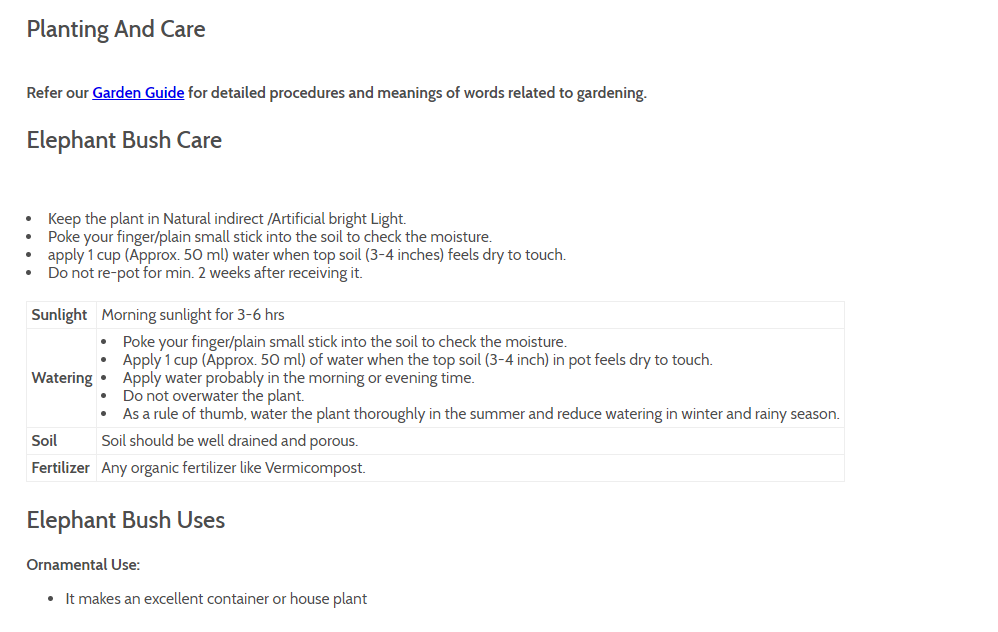 Planting And Care
Refer our Garden Guide for detailed procedures and meanings of words related to gardening.
Elephant Bush Care
• Keep the plant in Natural indirect /Artificial bright Light.
• Poke your finger/plain small stick into the soil to check the moisture.
• apply 1 cup (Approx. 50 ml) water when top soil (3-4 inches) feels dry to touch.
• Do not re-pot for min. 2 weeks after receiving it.
Sunlight Morning sunlight for 3-6 hrs
Watering
• Poke your finger/plain small stick into the soil to check the moisture.
• Apply 1 cup (Approx. 50 ml) of water when the top soil (3-4 inch) in pot feels dry to touch.
• Apply water probably in the morning or evening time.
• Do not overwater the plant.
• As a rule of thumb, water the plant thoroughly in the summer and reduce watering in winter and rainy season.
Soil Soil should be well drained and porous.
Fertilizer Any organic fertilizer like Vermicompost.
Elephant Bush Uses
Ornamental Use:
• It makes an excellent container or house plant